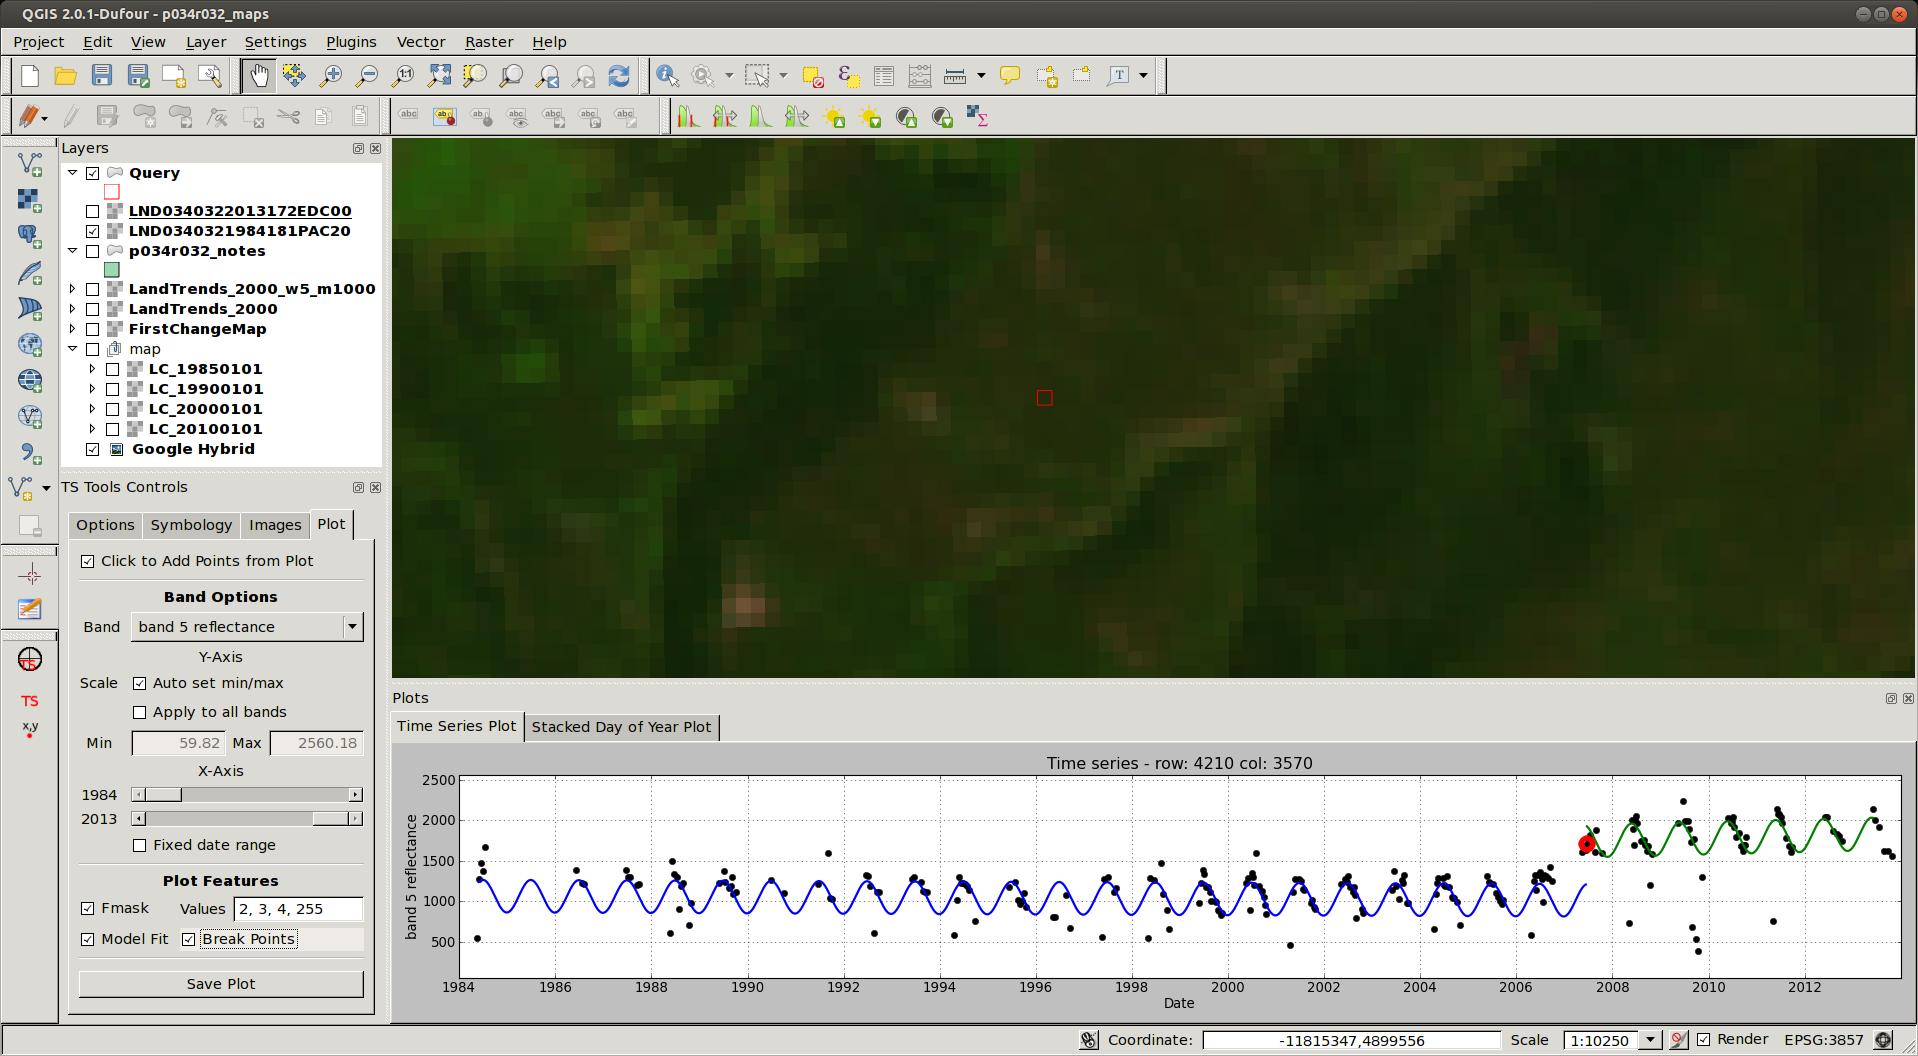 QGIS 2.0.1-Dufour - p034r032_maps
Project Edit View Layer Settings Plugins Vector Raster Help
Layers
Query
LND0340322013172EDC00
LND0340321984181PAC20
p034r032_notes
LandTrends_2000_w5_m1000
LandTrends_2000
FirstChangeMap
map
LC_19850101
LC_19900101
LC_20000101
LC_20100101
Google Hybrid
TS Tools Controls
Options Symbology Images Plot
Click to Add Points from Plot
Band Options
Band band 5 reflectance
Y-Axis
Scale Auto set min/max
Apply to all bands
Min 59.82 Max 2560.18
X-Axis
1984
2013
Fixed date range
Plot Features
Fmask Values 2, 3, 4, 255
Model Fit Break Points
Save Plot
TS
TS
x,y
Plots
Time Series Plot Stacked Day of Year Plot
Time series - row: 4210 col: 3570
band 5 reflectance
2500
2000
1500
1000
500
1984 1986 1988 1990 1992 1994 1996 1998 2000 2002 2004 2006 2008 2010 2012
Date
Coordinate: -11815347,4899556 Scale 1:10250 Render EPSG:3857